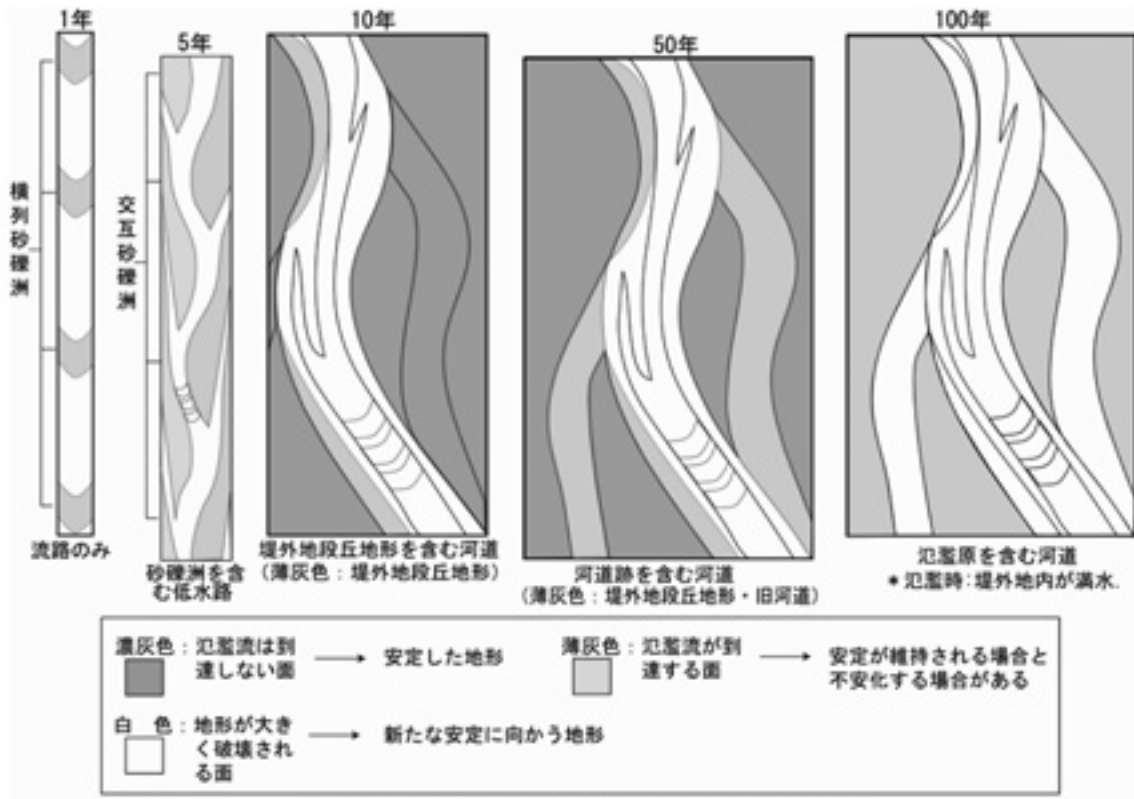 1年
5年
10年
50年
100年
横列砂礫洲
交互砂礫洲
流路のみ
砂礫洲を含
む低水路
堤外地段丘地形を含む河道
(薄灰色：堤外地段丘地形)
河道跡を含む河道
(薄灰色：堤外地段丘地形・旧河道)
氾濫原を含む河道
＊氾濫時：堤外地内が満水.
濃灰色：氾濫流は到
達しない面
安定した地形
薄灰色：氾濫流が到
達する面
安定が維持される場合と
不安化する場合がある
白　色：地形が大き
く破壊され
る面
新たな安定に向かう地形